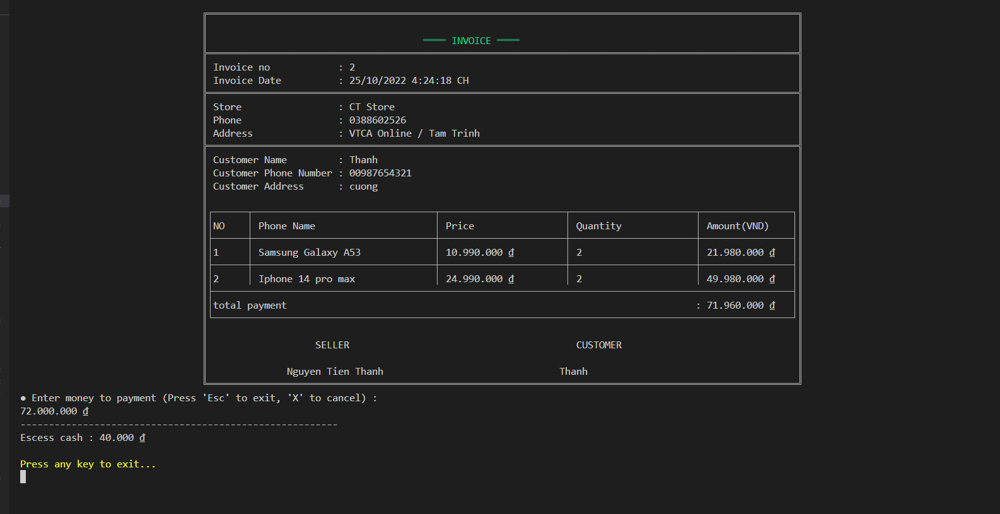 ════ INVOICE ════
Invoice no : 2
Invoice Date : 25/10/2022 4:24:18 CH
Store : CT Store
Phone : 0388602526
Address : VTCA Online / Tam Trinh
Customer Name : Thanh
Customer Phone Number : 00987654321
Customer Address : cuong
NO Phone Name Price Quantity Amount(VND)
1 Samsung Galaxy A53 10.990.000 ₫ 2 21.980.000 ₫
2 Iphone 14 pro max 24.990.000 ₫ 2 49.980.000 ₫
total payment : 71.960.000 ₫
SELLER CUSTOMER
Nguyen Tien Thanh Thanh
● Enter money to payment (Press 'Esc' to exit, 'X' to cancel) :
72.000.000 ₫
--------------------------------------------------------
Escess cash : 40.000 ₫
Press any key to exit...